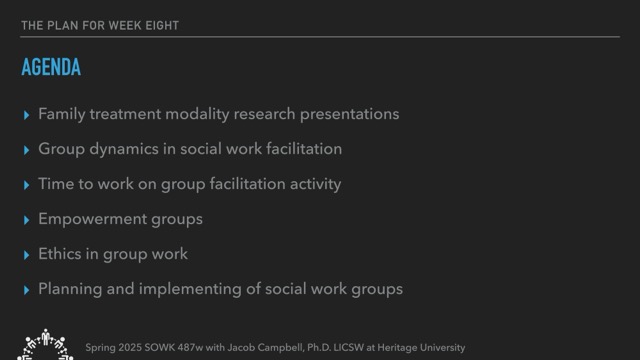 THE PLAN FOR WEEK EIGHT
AGENDA
Family treatment modality research presentations
Group dynamics in social work facilitation
Time to work on group facilitation activity
Empowerment groups
Ethics in group work
Planning and implementing of social work groups
Spring 2025 SOWK 487w with Jacob Campbell, Ph.D. LICSW at Heritage University